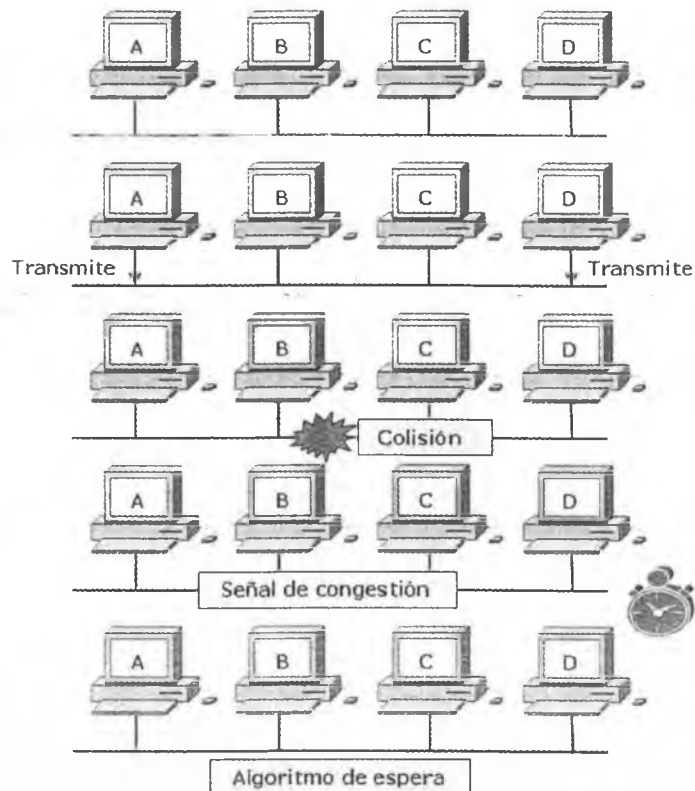 A B C D
A B C D
Transmite Transmite
A B C D
Colisión
A B C D
Señal de congestión
A B C D
Algoritmo de espera